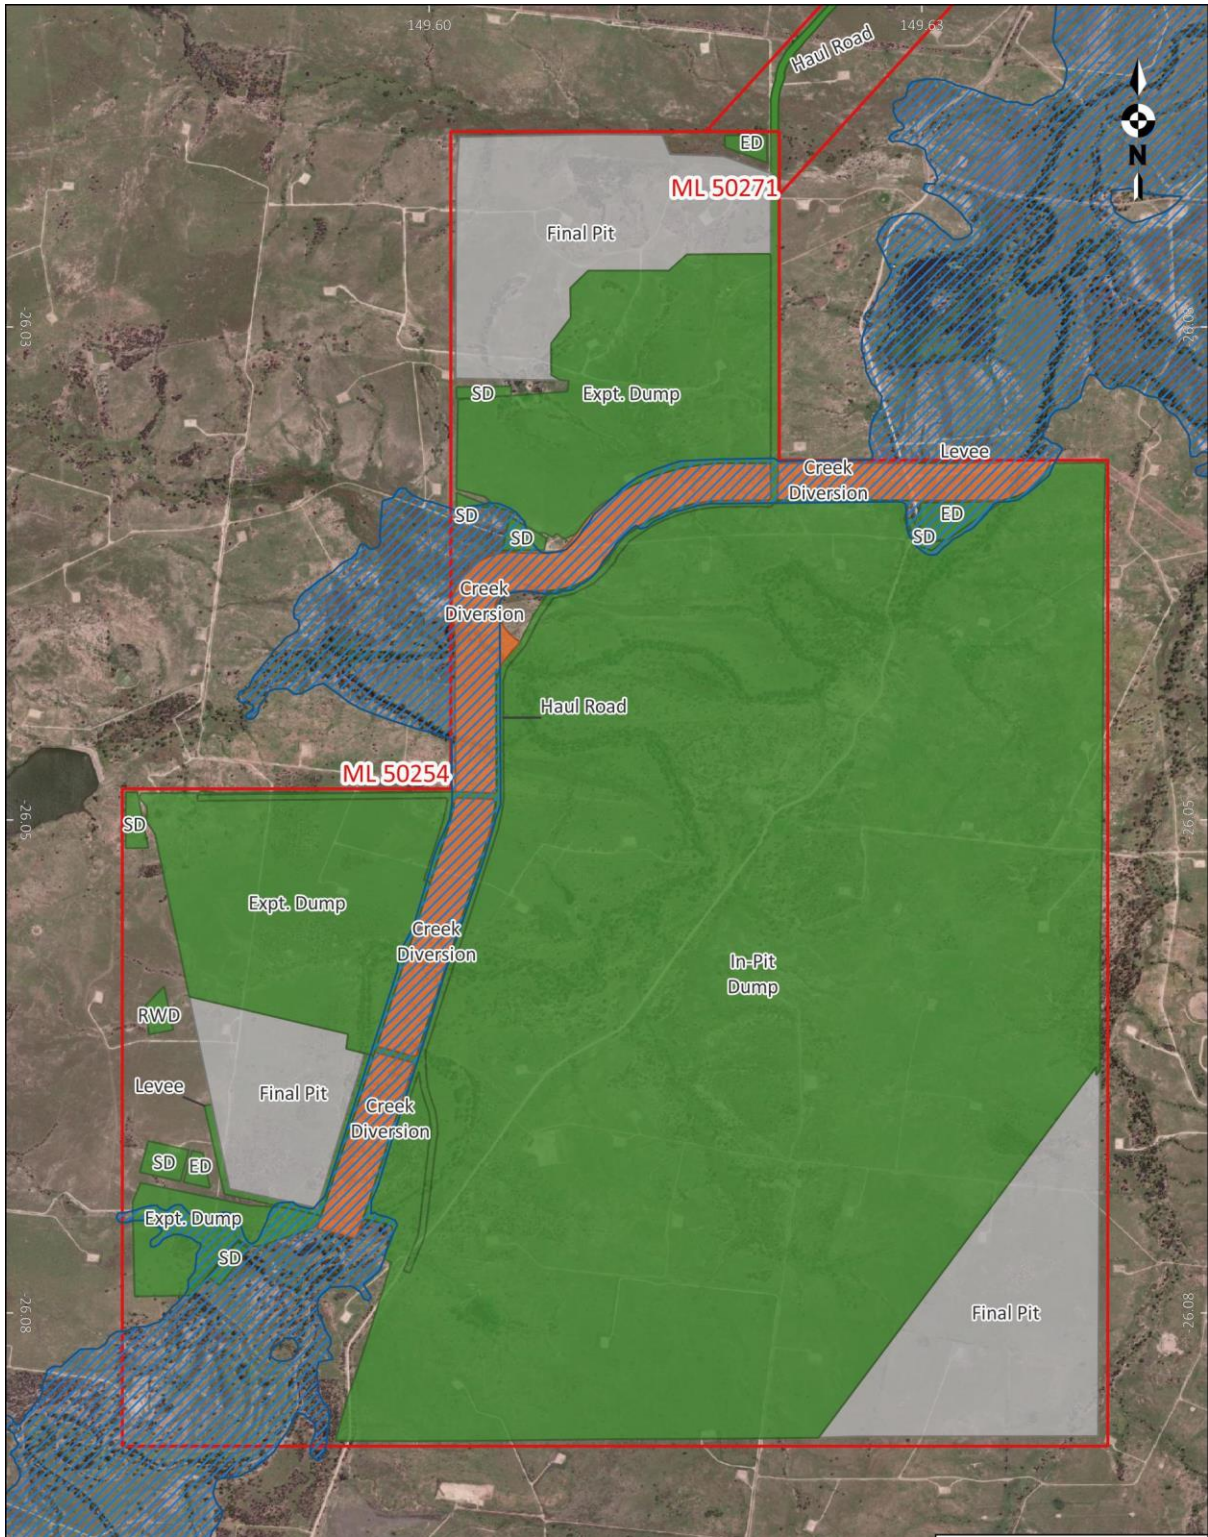 149.60
149.63
Haul Road
N
ED
ML 50271
Final Pit
-26.03
-26.03
SD
Expt. Dump
Levee
Creek
Diversion
SD
ED
SD
SD
Creek
Diversion
Haul Road
ML 50254
-26.05
-26.05
SD
Expt. Dump
Creek
Diversion
In-Pit
Dump
RWD
Levee
Final Pit
Creek
Diversion
SD
ED
Expt. Dump
SD
-26.08
-26.08
Final Pit